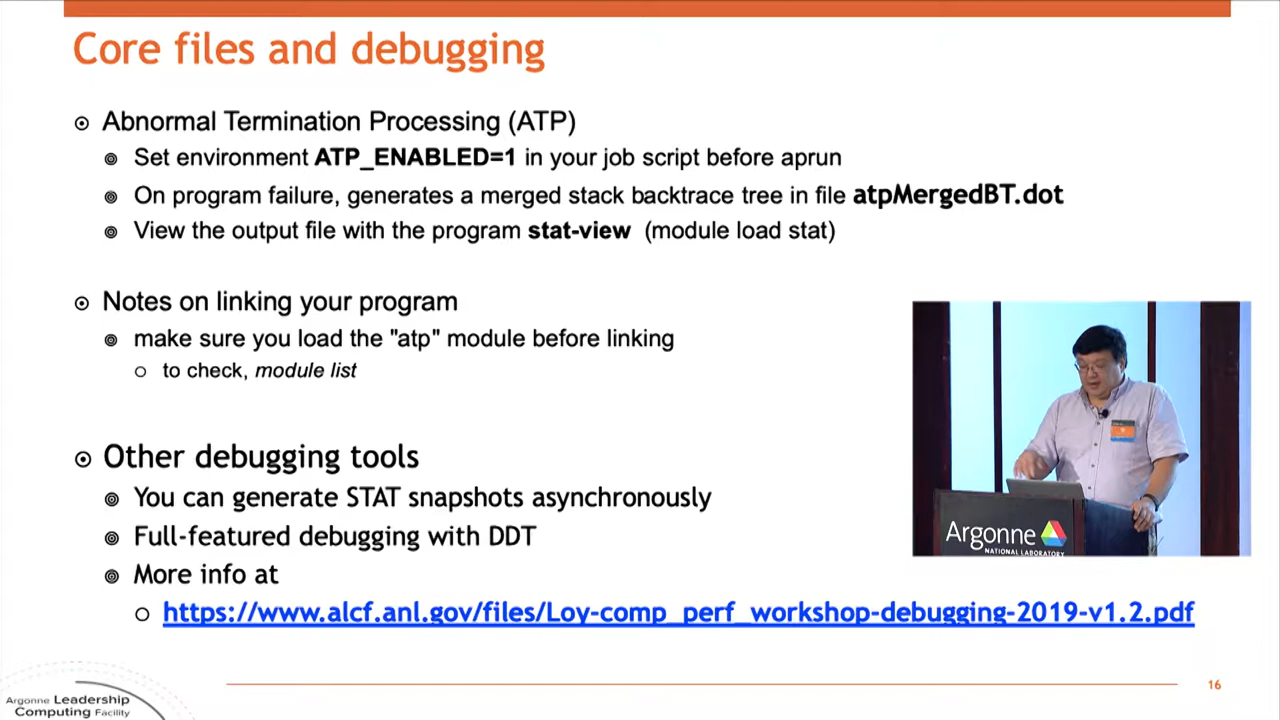 Core files and debugging
Abnormal Termination Processing (ATP)
Set environment ATP_ENABLED=1 in your job script before aprun
On program failure, generates a merged stack backtrace tree in file atpMergedBT.dot
View the output file with the program stat-view (module load stat)
Notes on linking your program
make sure you load the "atp" module before linking
to check, module list
Other debugging tools
You can generate STAT snapshots asynchronously
Full-featured debugging with DDT
More info at
https://www.alcf.anl.gov/files/Loy-comp_perf_workshop-debugging-2019-v1.2.pdf
Argonne
NATIONAL LABORATORY
Argonne Leadership
Computing Facility
16